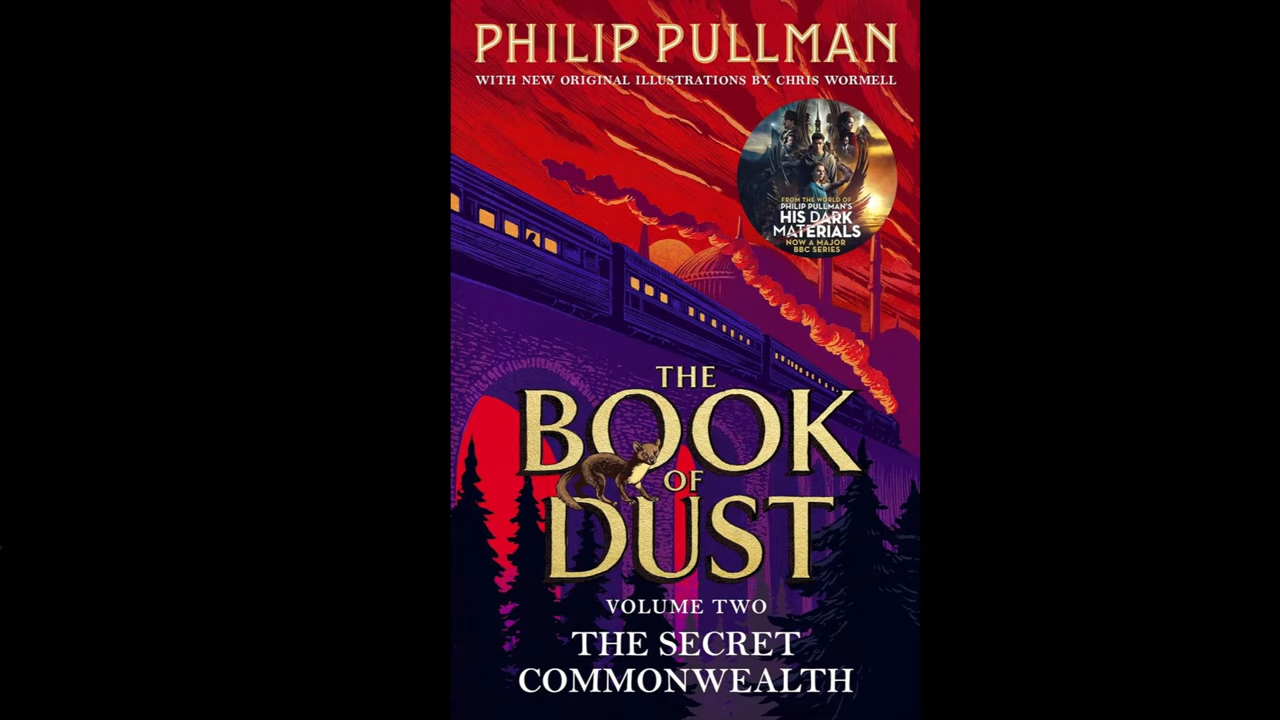 PHILIP PULLMAN
WITH NEW ORIGINAL ILLUSTRATIONS BY CHRIS WORMELL
FROM THE WORLD OF
PHILIP PULLMAN'S
HIS DARK
MATERIALS
NOW A MAJOR
BBC SERIES
THE
BOOK
OF
DUST
VOLUME TWO
THE SECRET
COMMONWEALTH